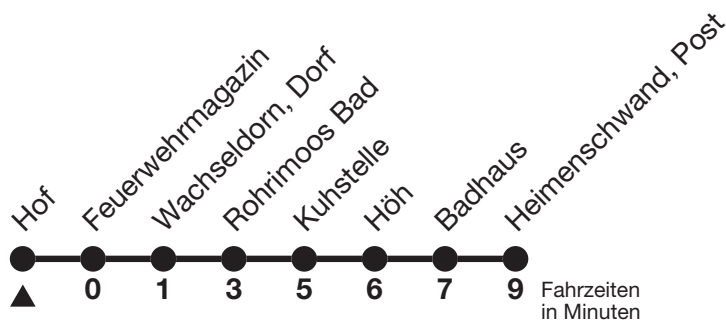 Hof
Feuerwehrmagazin
Wachseldorn, Dorf
Rohrimoos Bad
Kuhstelle
Höh
Badhaus
Heimenschwand, Post
0 1 3 5 6 7 9
Fahrzeiten
in Minuten